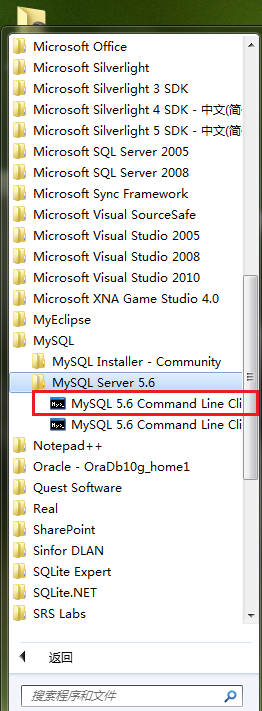 Microsoft Office
Microsoft Silverlight
Microsoft Silverlight 3 SDK
Microsoft Silverlight 4 SDK - 中文(简
Microsoft Silverlight 5 SDK - 中文(简
Microsoft SQL Server 2005
Microsoft SQL Server 2008
Microsoft Sync Framework
Microsoft Visual SourceSafe
Microsoft Visual Studio 2005
Microsoft Visual Studio 2008
Microsoft Visual Studio 2010
Microsoft XNA Game Studio 4.0
MyEclipse
MySQL
MySQL Installer - Community
MySQL Server 5.6
MySQL 5.6 Command Line Cli
MySQL 5.6 Command Line Cli
Notepad++
Oracle - OraDb10g_home1
Quest Software
Real
SharePoint
Sinfor DLAN
SQLite Expert
SQLite.NET
SRS Labs
返回
搜索程序和文件